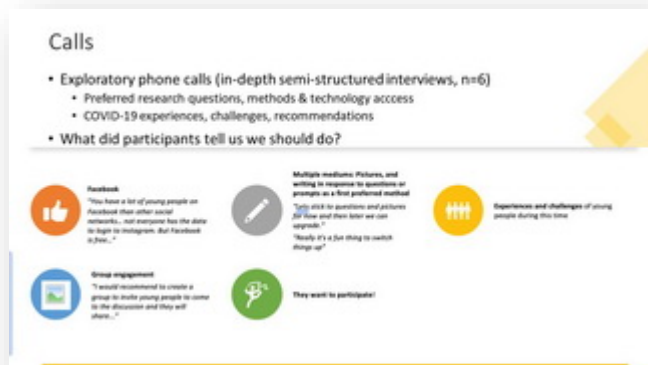 Calls
• Exploratory phone calls (in-depth semi-structured interviews, n=6)
• Preferred research questions, methods & technology acccess
• COVID-19 experiences, challenges, recommendations
• What did participants tell us we should do?
Facebook
"You have a lot of young people on
Facebook than other social
networks... not everyone has the data
to login to Instagram. But Facebook
is free..."
Multiple mediums: Pictures, and
writing in response to questions or
prompts as a first preferred method
"Lets stick to questions and pictures
for now and then later we can
upgrade."
"Really it's a fun thing to switch
things up"
Experiences and challenges of young
people during this time
Group engagement
"I would recommend to create a
group to invite young people to come
to the discussion and they will
share..."
They want to participate!